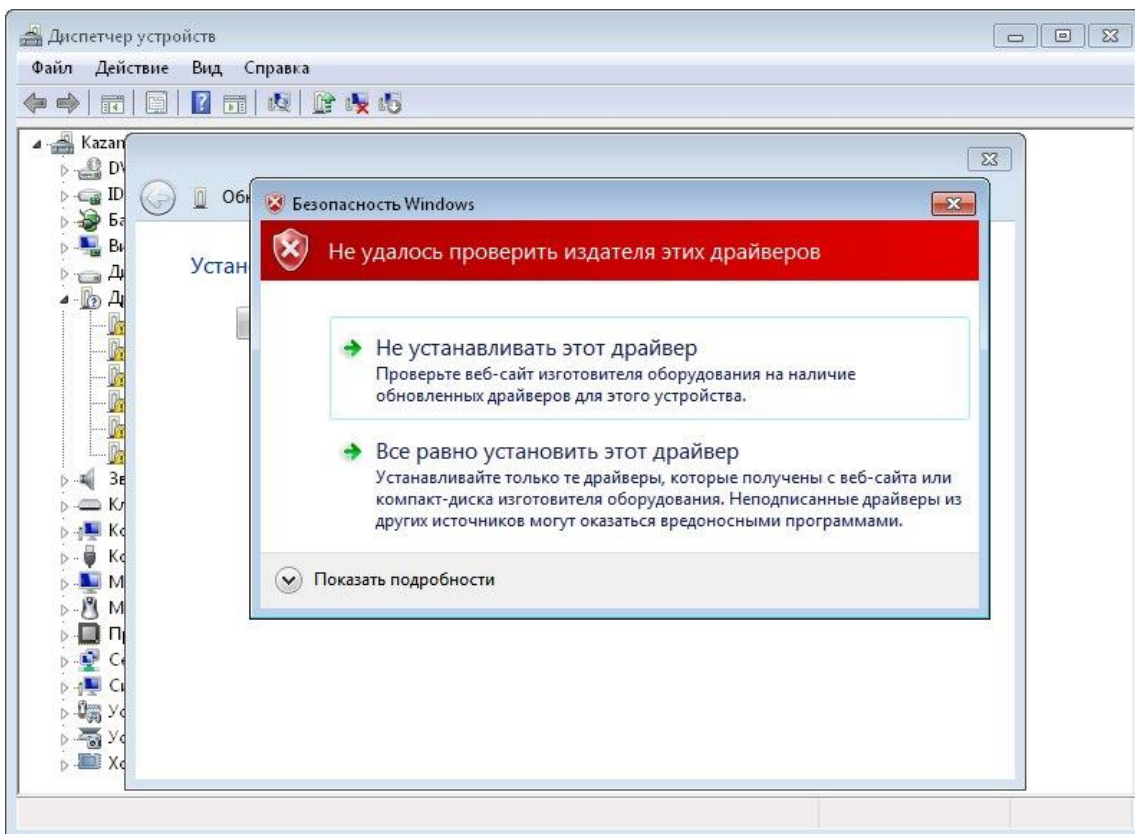 Диспетчер устройств
Файл Действие Вид Справка
Безопасность Windows
Не удалось проверить издателя этих драйверов
Не устанавливать этот драйвер
Проверьте веб-сайт изготовителя оборудования на наличие
обновленных драйверов для этого устройства.
Все равно установить этот драйвер
Устанавливайте только те драйверы, которые получены с веб-сайта или
компакт-диска изготовителя оборудования. Неподписанные драйверы из
других источников могут оказаться вредоносными программами.
Показать подробности